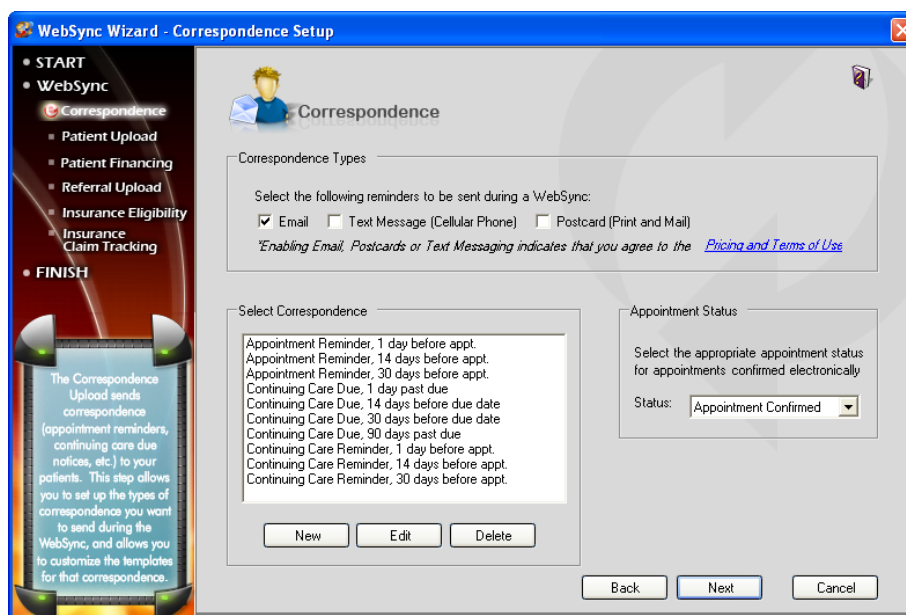 WebSync Wizard - Correspondence Setup
START
WebSync
Correspondence
Patient Upload
Patient Financing
Referral Upload
Insurance Eligibility
Insurance
Claim Tracking
FINISH
The Correspondence
Upload sends
correspondence
(appointment reminders,
continuing care due
notices, etc.) to your
patients. This step allows
you to set up the types of
correspondence you want
to send during the
WebSync, and allows you
to customize the templates
for that correspondence.
Correspondence
Correspondence Types
Select the following reminders to be sent during a WebSync:
Email Text Message (Cellular Phone) Postcard (Print and Mail)
*Enabling Email, Postcards or Text Messaging indicates that you agree to the Pricing and Terms of Use
Select Correspondence
Appointment Reminder, 1 day before appt.
Appointment Reminder, 14 days before appt.
Appointment Reminder, 30 days before appt.
Continuing Care Due, 1 day past due
Continuing Care Due, 14 days before due date
Continuing Care Due, 30 days before due date
Continuing Care Due, 90 days past due
Continuing Care Reminder, 1 day before appt.
Continuing Care Reminder, 14 days before appt.
Continuing Care Reminder, 30 days before appt.
New Edit Delete
Appointment Status
Select the appropriate appointment status
for appointments confirmed electronically
Status: Appointment Confirmed
Back Next Cancel